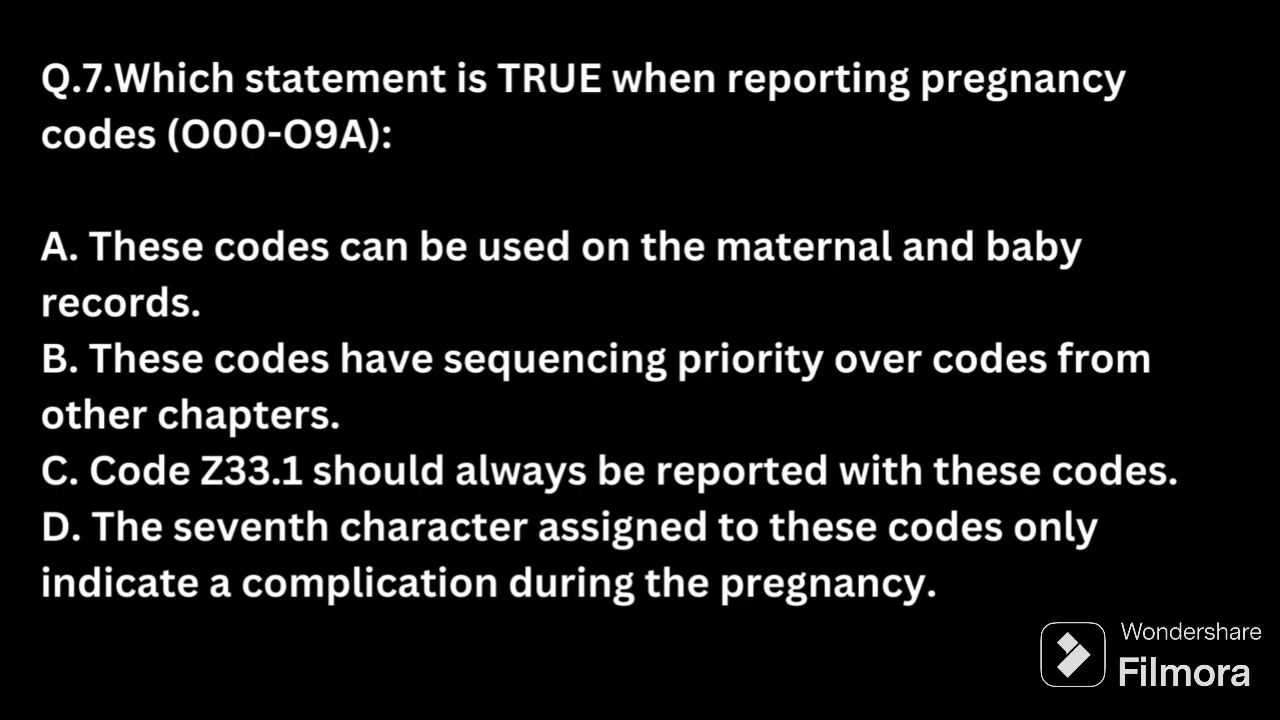 Q.7.Which statement is TRUE when reporting pregnancy
codes (O00-O9A):
A. These codes can be used on the maternal and baby
records.
B. These codes have sequencing priority over codes from
other chapters.
C. Code Z33.1 should always be reported with these codes.
D. The seventh character assigned to these codes only
indicate a complication during the pregnancy.
Wondershare
Filmora